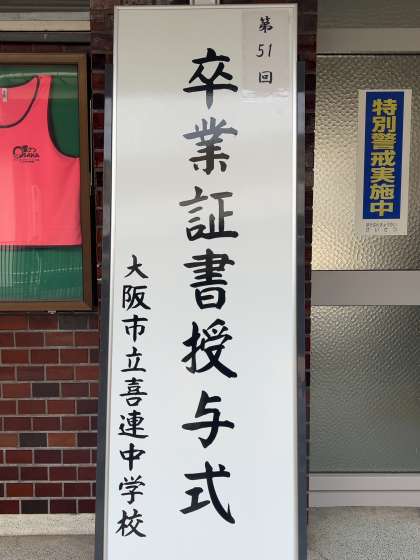 第51回
卒業証書授与式
大阪市立喜連中学校
特別警戒実施中